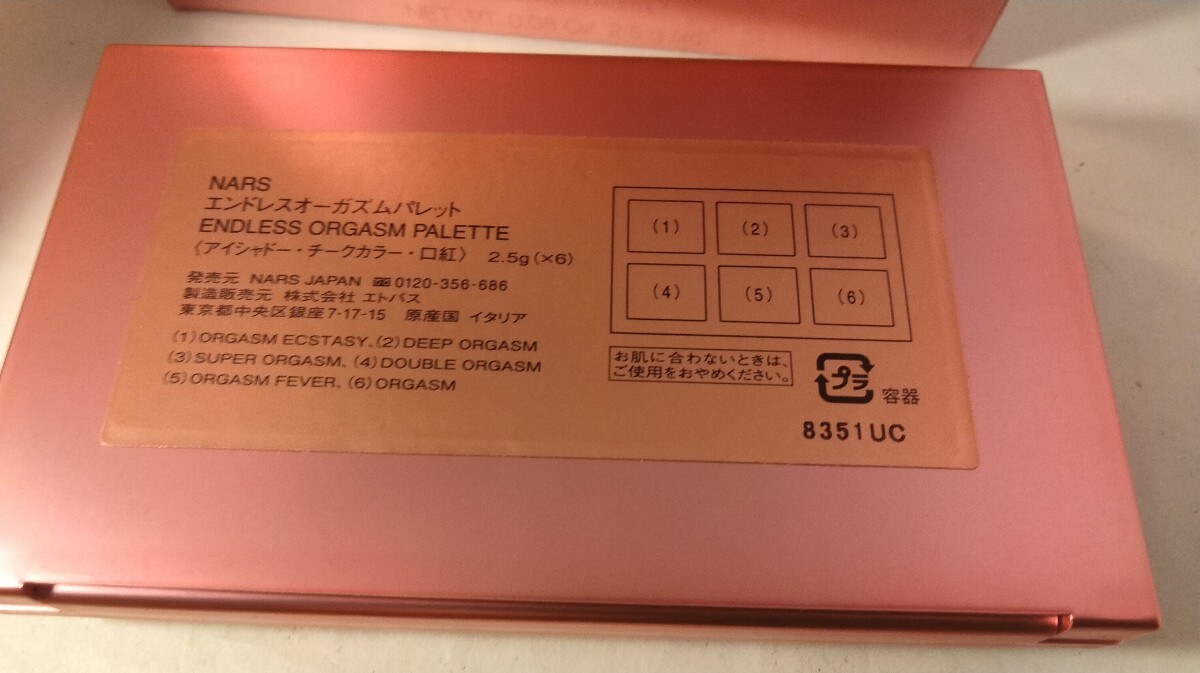 NARS
エンドレスオーガズムパレット
ENDLESS ORGASM PALETTE
〈アイシャドー・チークカラー・口紅〉 2.5g(×6)
発売元 NARS JAPAN 0120-356-686
製造販売元 株式会社 エトバス
東京都中央区銀座7-17-15 原産国 イタリア
(1)ORGASM ECSTASY、(2)DEEP ORGASM
(3)SUPER ORGASM、(4)DOUBLE ORGASM
(5)ORGASM FEVER、(6)ORGASM
(1) (2) (3)
(4) (5) (6)
お肌に合わないときは、
ご使用をおやめください。
プラ
容器
8351UC